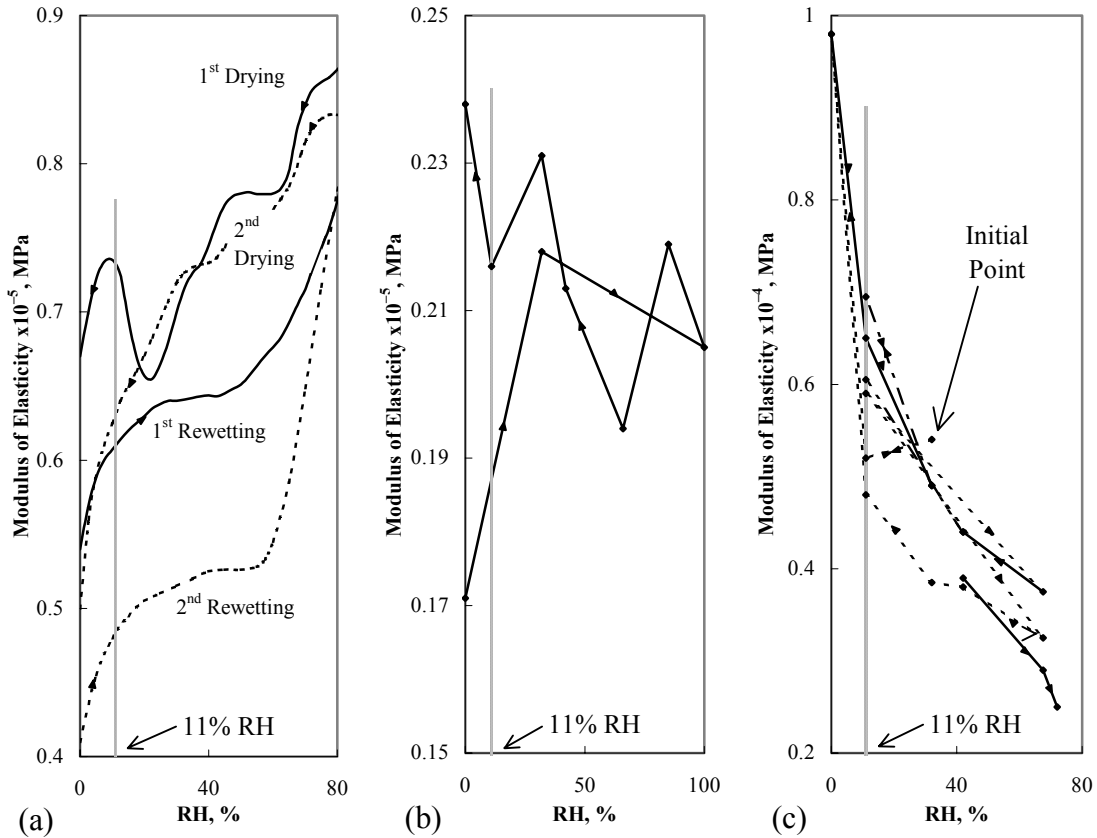 0.9
0.8
0.7
0.6
0.5
0.4
0
40
80
Modulus of Elasticity x10⁻⁵, MPa
RH, %
1st Drying
2nd
Drying
1st Rewetting
2nd Rewetting
11% RH
(a)
0.25
0.23
0.21
0.19
0.17
0.15
0
50
100
Modulus of Elasticity x10⁻⁵, MPa
RH, %
11% RH
(b)
1
0.8
0.6
0.4
0.2
0
40
80
Modulus of Elasticity x10⁻⁴, MPa
RH, %
Initial
Point
11% RH
(c)